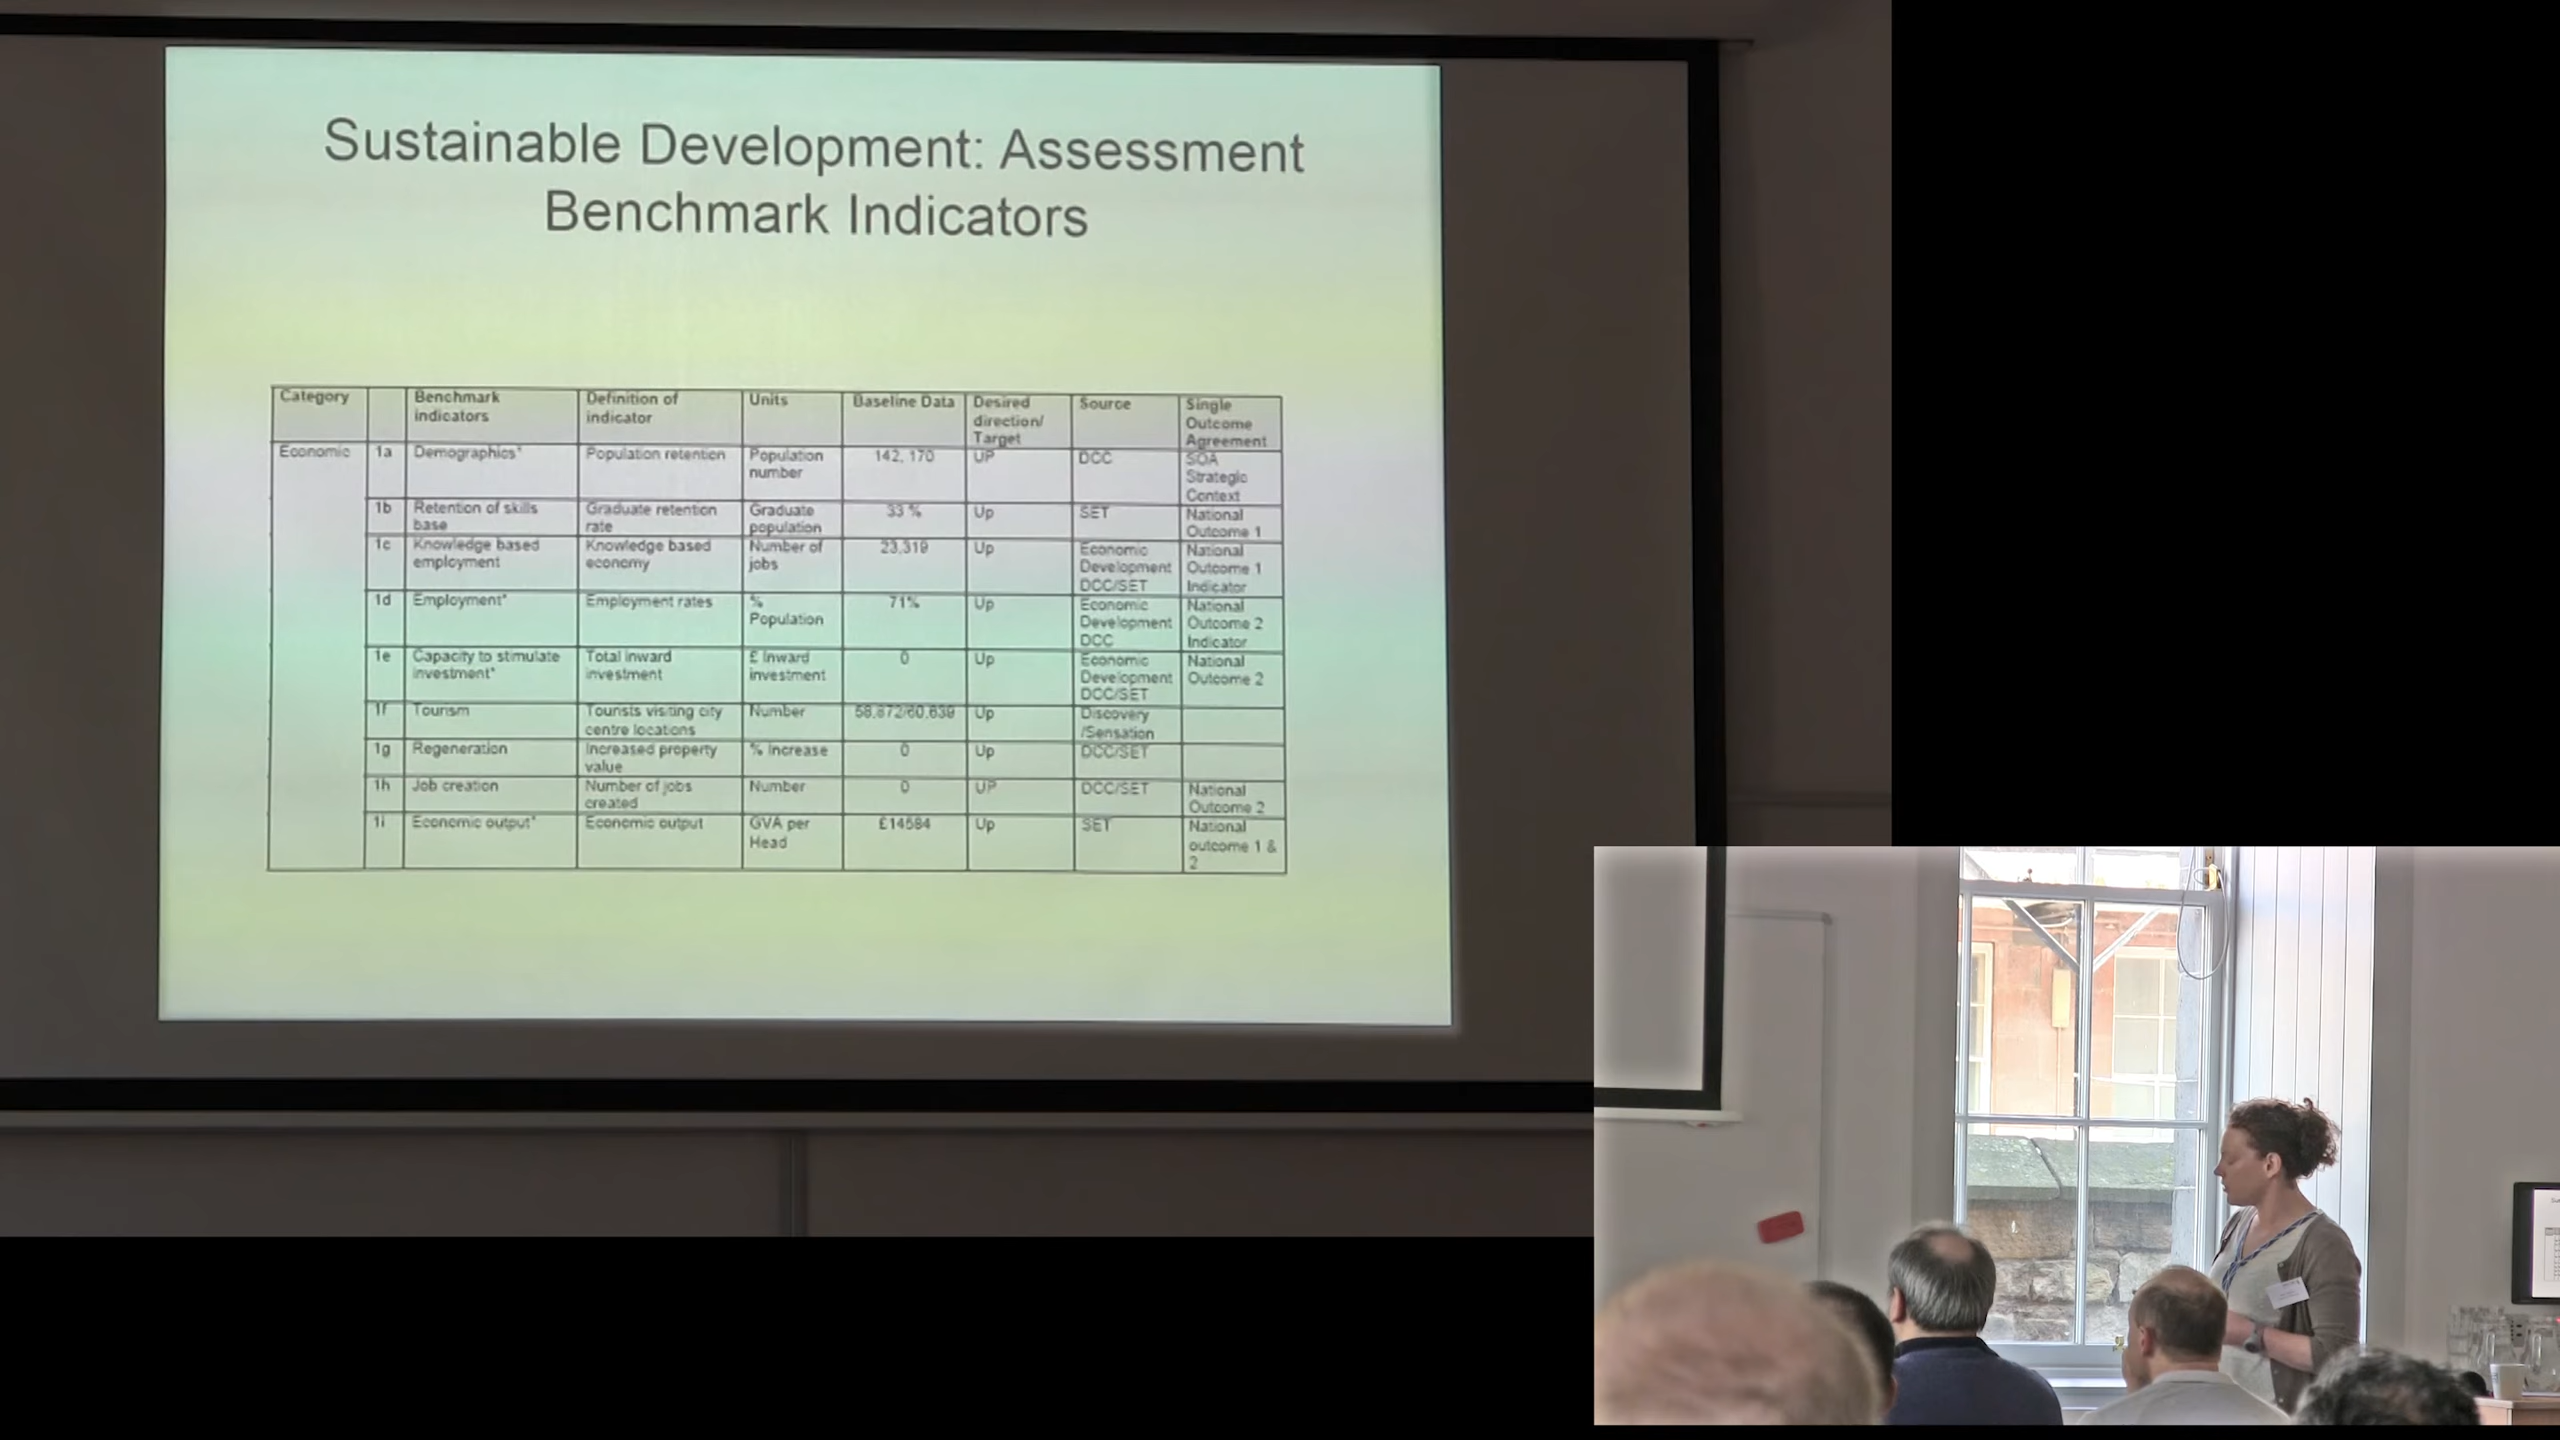 Sustainable Development: Assessment
Benchmark Indicators
Category Benchmark indicators Definition of indicator Units Baseline Data Desired direction/ Target Source Single Outcome Agreement
Economic 1a Demographics* Population retention Population number 142, 170 UP DCC SOA Strategic Context
1b Retention of skills base Graduate retention rate Graduate population 33 % Up SET National Outcome 1
1c Knowledge based employment Knowledge based economy Number of jobs 23,319 Up Economic Development DCC/SET National Outcome 1 Indicator
1d Employment* Employment rates % Population 71% Up Economic Development DCC National Outcome 2 Indicator
1e Capacity to stimulate investment* Total inward investment £ Inward investment 0 Up Economic Development DCC/SET National Outcome 2
1f Tourism Tourists visiting city centre locations Number 58,872/60,639 Up Discovery /Sensation
1g Regeneration Increased property value % Increase 0 Up DCC/SET
1h Job creation Number of jobs created Number 0 UP DCC/SET National Outcome 2
1i Economic output* Economic output GVA per Head £14584 Up SET National outcome 1 & 2